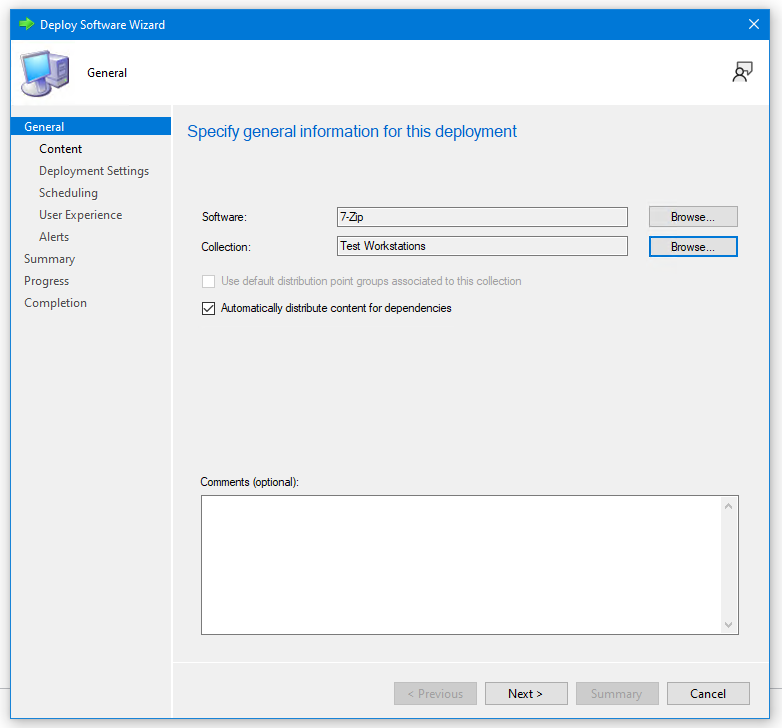 Deploy Software Wizard
General
General
Content
Deployment Settings
Scheduling
User Experience
Alerts
Summary
Progress
Completion
Specify general information for this deployment
Software: 7-Zip Browse...
Collection: Test Workstations Browse...
Use default distribution point groups associated to this collection
Automatically distribute content for dependencies
Comments (optional):
< Previous Next > Summary Cancel